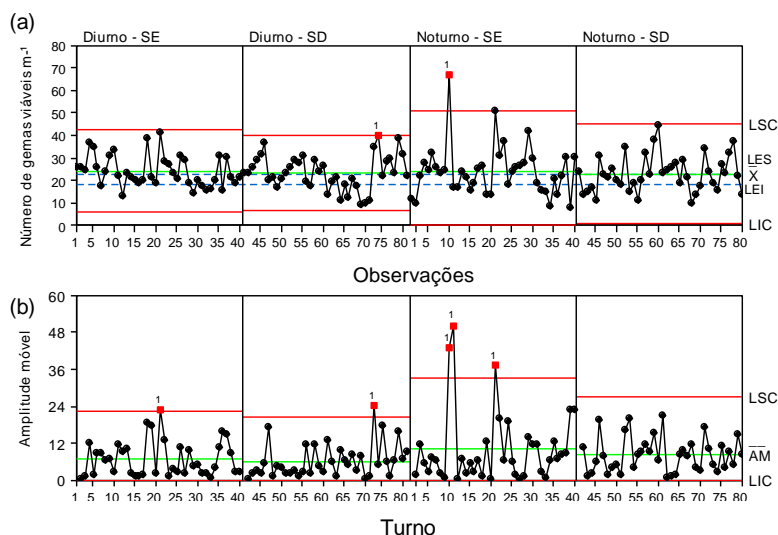 (a)
Diurno - SE Diurno - SD Noturno - SE Noturno - SD
Número de gemas viáveis m-¹
80
70
60
50
40
30
20
10
0
1
1
LSC
LES
X
LEI
LIC
1 5 10 15 20 25 30 35 40 45 50 55 60 65 70 75 80 1 5 10 15 20 25 30 35 40 45 50 55 60 65 70 75 80
Observações
(b)
Amplitude móvel
60
48
36
24
12
0
1
1
1
1
1
LSC
AM
LIC
1 5 10 15 20 25 30 35 40 45 50 55 60 65 70 75 80 1 5 10 15 20 25 30 35 40 45 50 55 60 65 70 75 80
Turno